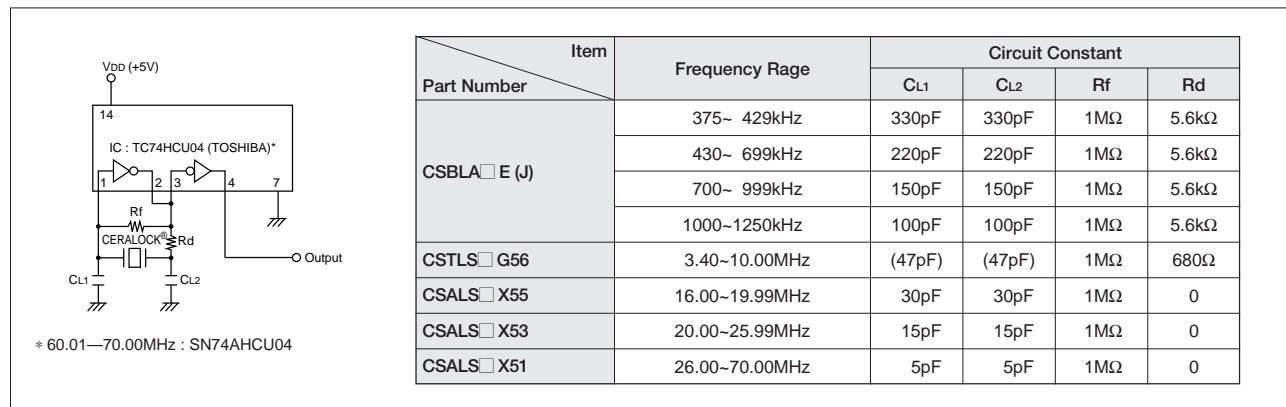 VDD (+5V)
14
IC : TC74HCU04 (TOSHIBA)*
1 2 3 4 7
Rf
CERALOCK® Rd
Output
CL1 CL2
* 60.01—70.00MHz : SN74AHCU04
Item
Part Number
Frequency Rage
Circuit Constant
CL1 CL2 Rf Rd
CSBLA□ E (J)
375~ 429kHz 330pF 330pF 1MΩ 5.6kΩ
430~ 699kHz 220pF 220pF 1MΩ 5.6kΩ
700~ 999kHz 150pF 150pF 1MΩ 5.6kΩ
1000~1250kHz 100pF 100pF 1MΩ 5.6kΩ
CSTLS□ G56 3.40~10.00MHz (47pF) (47pF) 1MΩ 680Ω
CSALS□ X55 16.00~19.99MHz 30pF 30pF 1MΩ 0
CSALS□ X53 20.00~25.99MHz 15pF 15pF 1MΩ 0
CSALS□ X51 26.00~70.00MHz 5pF 5pF 1MΩ 0